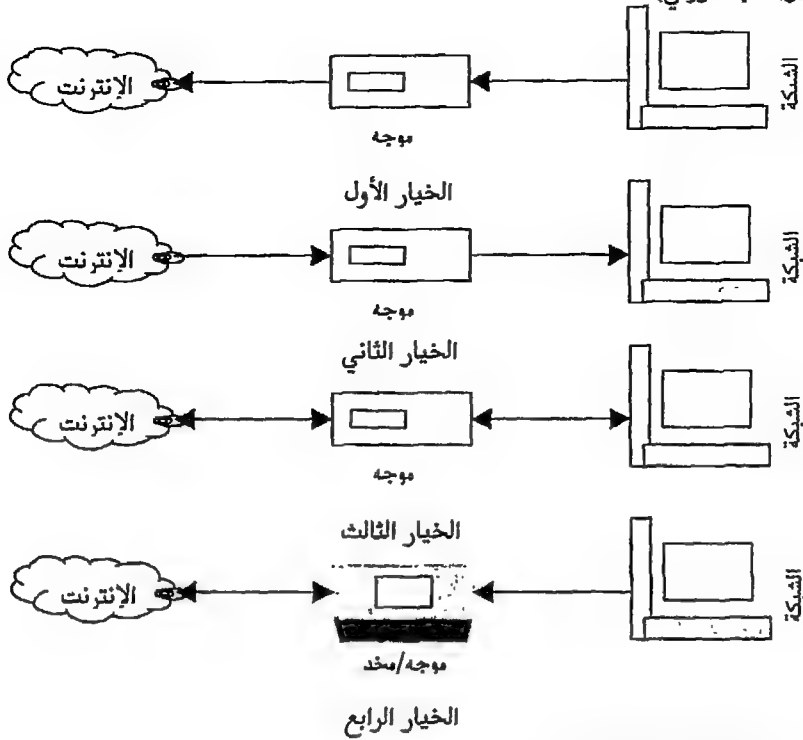 الشبكة
الإنترنت
موجه
الخيار الأول
الشبكة
الإنترنت
موجه
الخيار الثاني
الشبكة
الإنترنت
موجه
الخيار الثالث
الشبكة
الإنترنت
موجه/مخد
الخيار الرابع